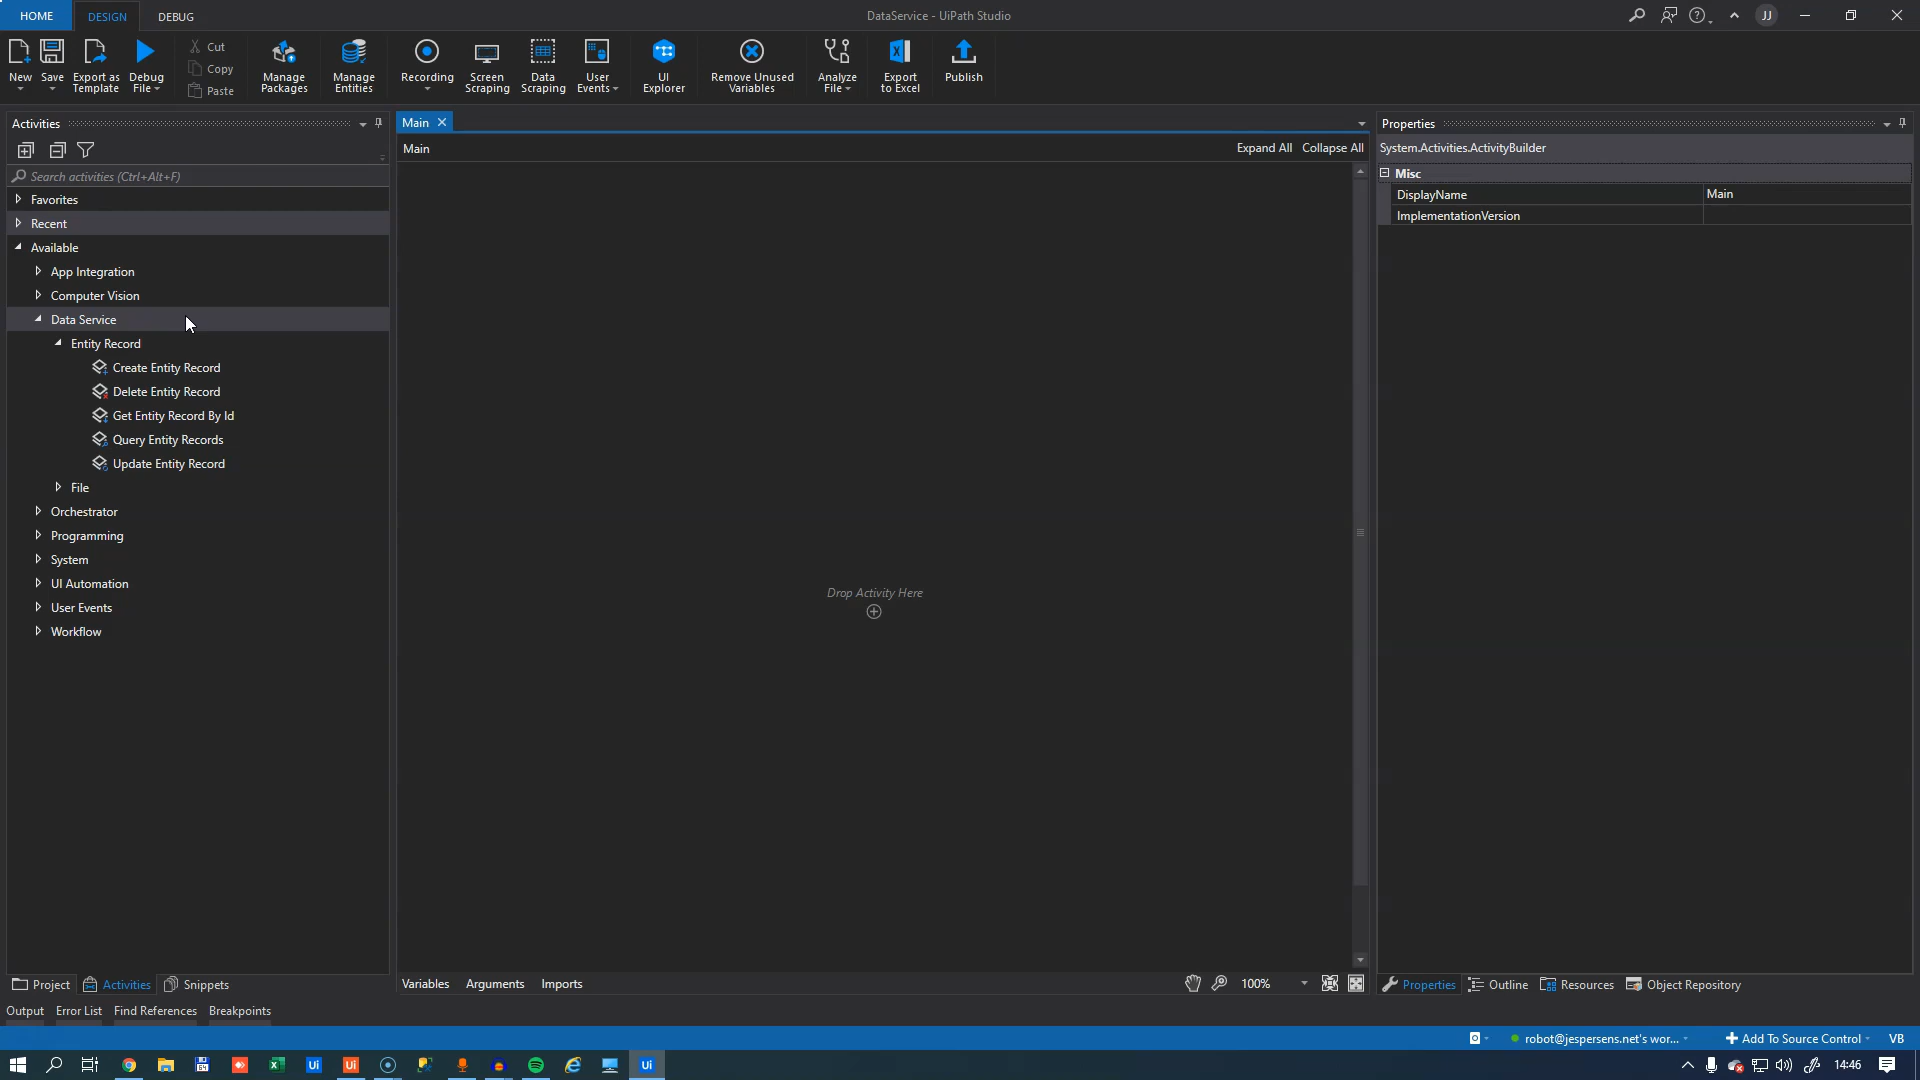 HOME DESIGN DEBUG DataService - UiPath Studio JJ
New Save Export as Template Debug File Cut Copy Paste Manage Packages Manage Entities Recording Screen Scraping Data Scraping User Events UI Explorer Remove Unused Variables Analyze File Export to Excel Publish
Activities
Search activities (Ctrl+Alt+F)
Favorites
Recent
Available
App Integration
Computer Vision
Data Service
Entity Record
Create Entity Record
Delete Entity Record
Get Entity Record By Id
Query Entity Records
Update Entity Record
File
Orchestrator
Programming
System
UI Automation
User Events
Workflow
Main
Main Expand All Collapse All
Drop Activity Here
Properties
System.Activities.ActivityBuilder
Misc
DisplayName Main
ImplementationVersion
Project Activities Snippets
Variables Arguments Imports 100%
Properties Outline Resources Object Repository
Output Error List Find References Breakpoints
robot@jespersens.net's wor... Add To Source Control VB
Ui Ui Ui 14:46